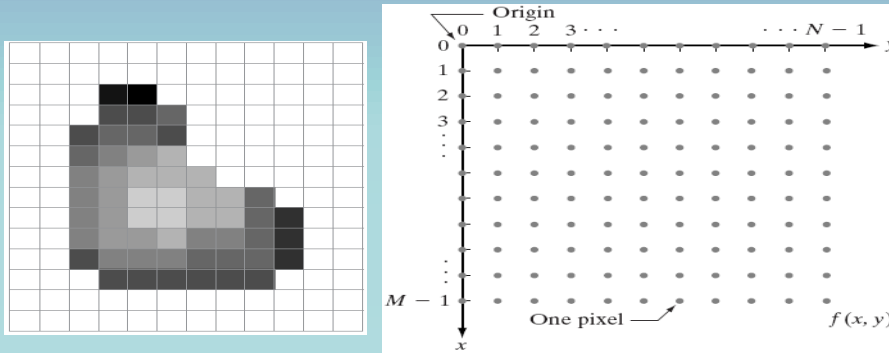 Origin
0 1 2 3 · · · · · · N − 1
0
y
1
2
3
⋮
⋮
M − 1
One pixel
f (x, y)
x